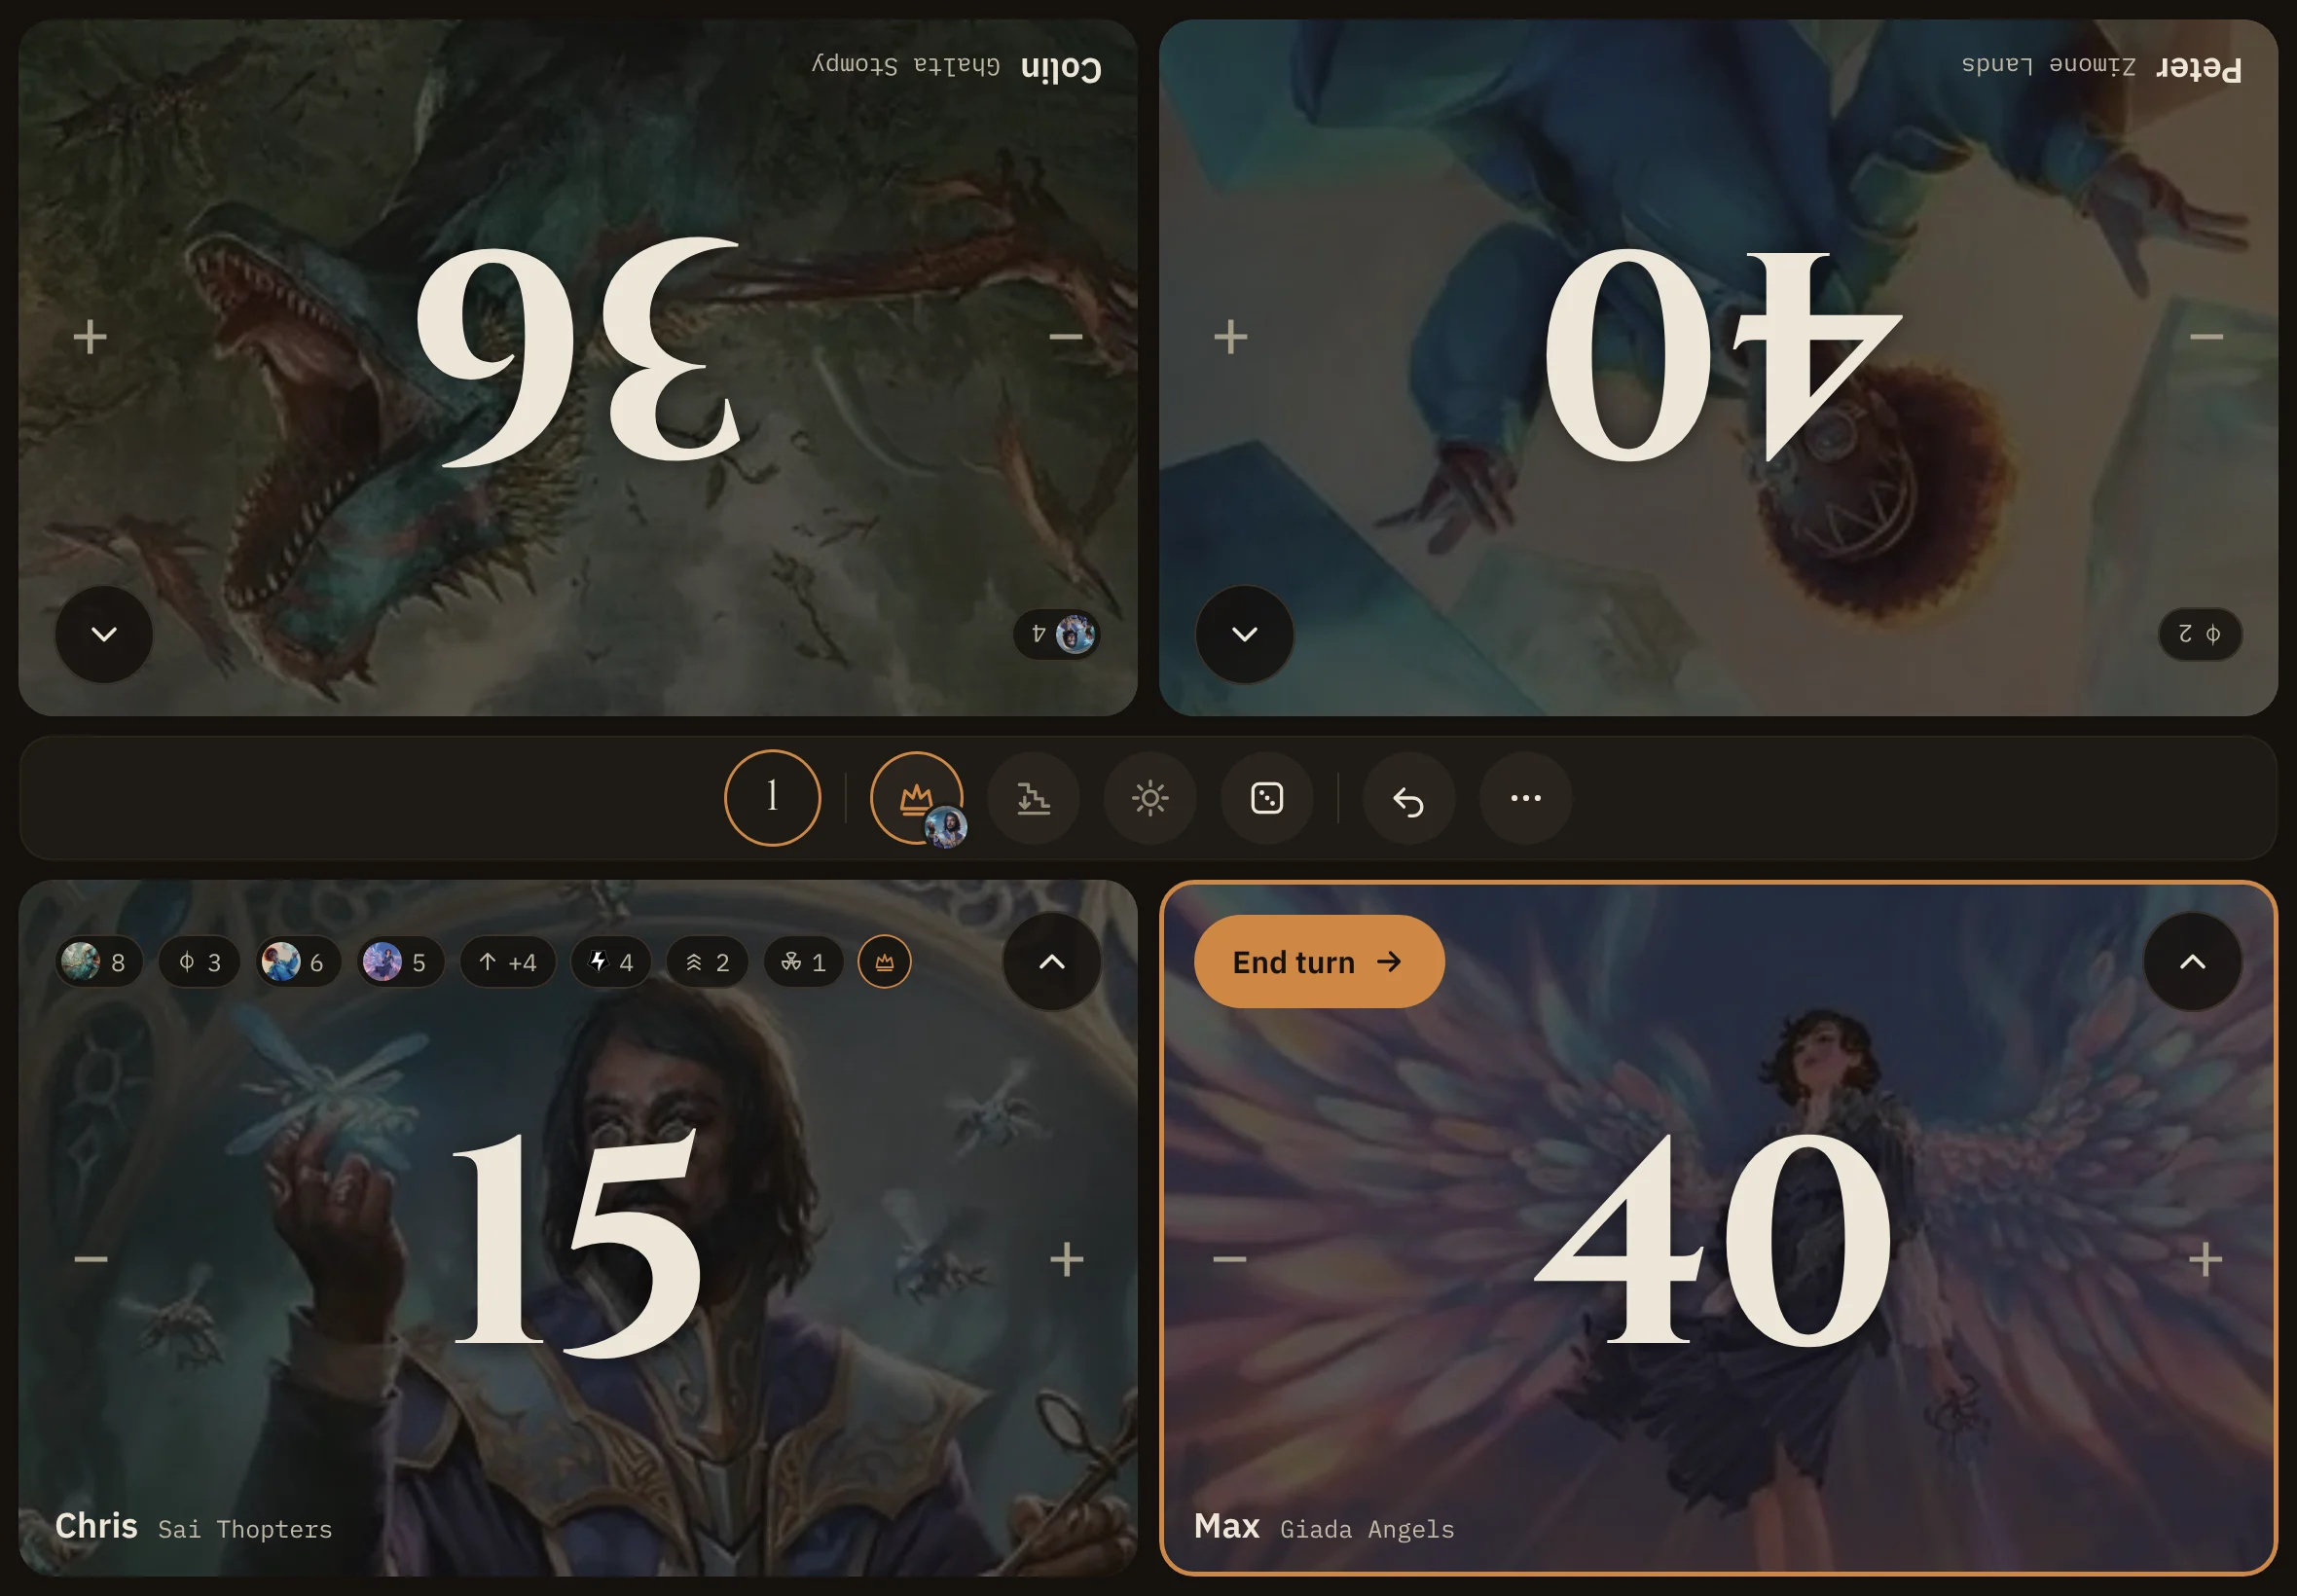 Colin Ghalta Stompy
36
4
Peter Zimone Lands
40
2
1
8 3 6 5 +4 4 2 1
15
Chris Sai Thopters
End turn
40
Max Giada Angels